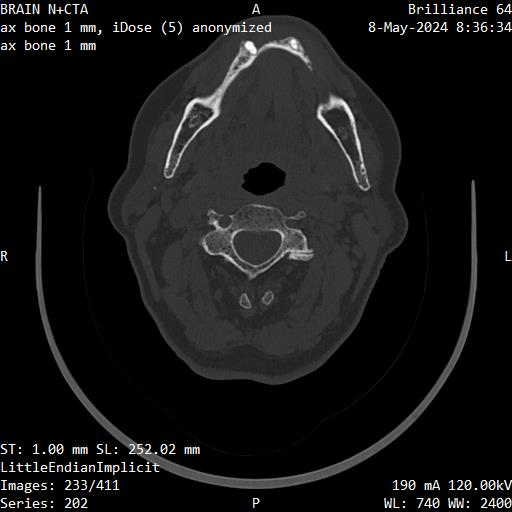 BRAIN N+CTA
ax bone 1 mm, iDose (5) anonymized
ax bone 1 mm
A
Brilliance 64
8-May-2024 8:36:34
R
L
ST: 1.00 mm SL: 252.02 mm
LittleEndianImplicit
Images: 233/411
Series: 202
P
190 mA 120.00kV
WL: 740 WW: 2400